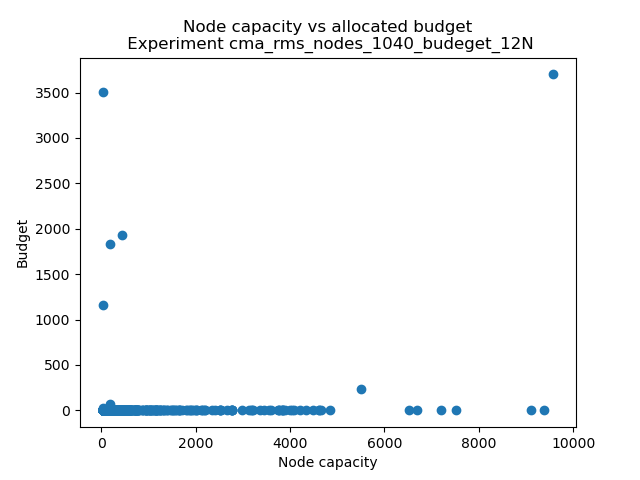 Node capacity vs allocated budget
Experiment cma_rms_nodes_1040_budeget_12N
3500
3000
2500
2000
1500
1000
500
0
Budget
0 2000 4000 6000 8000 10000
Node capacity